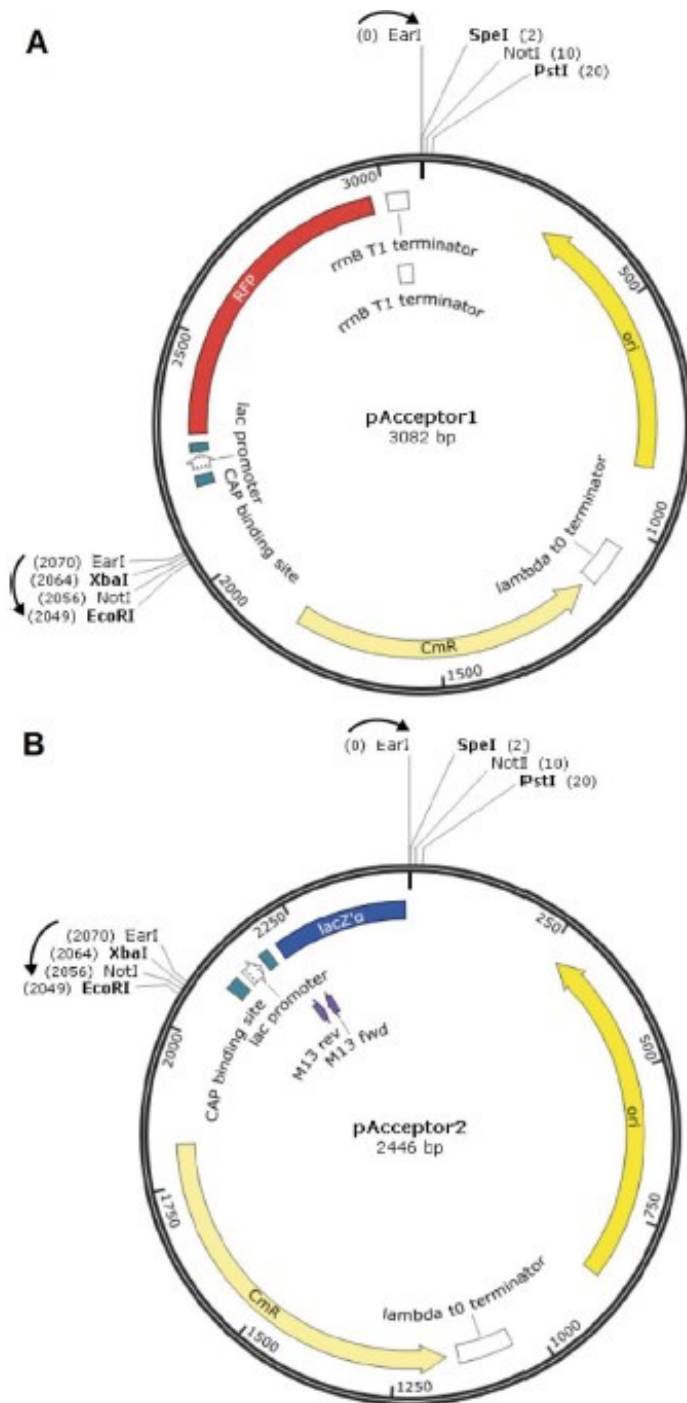 A
(0) EarI
SpeI (2)
NotI (10)
PstI (20)
3000
rrnB T1 terminator
rrnB T1 terminator
RFP
500
ori
2500
pAcceptor1
3082 bp
lac promoter
CAP binding site
lambda t0 terminator
1000
(2070) EarI
(2064) XbaI
(2056) NotI
(2049) EcoRI
2000
CmR
1500
B
(0) EarI
SpeI (2)
NotI (10)
PstI (20)
2250
lacZ'α
250
(2070) EarI
(2064) XbaI
(2056) NotI
(2049) EcoRI
lac promoter
CAP binding site
M13 rev
M13 fwd
2000
500
ori
pAcceptor2
2446 bp
1750
750
CmR
lambda t0 terminator
1500
1000
1250